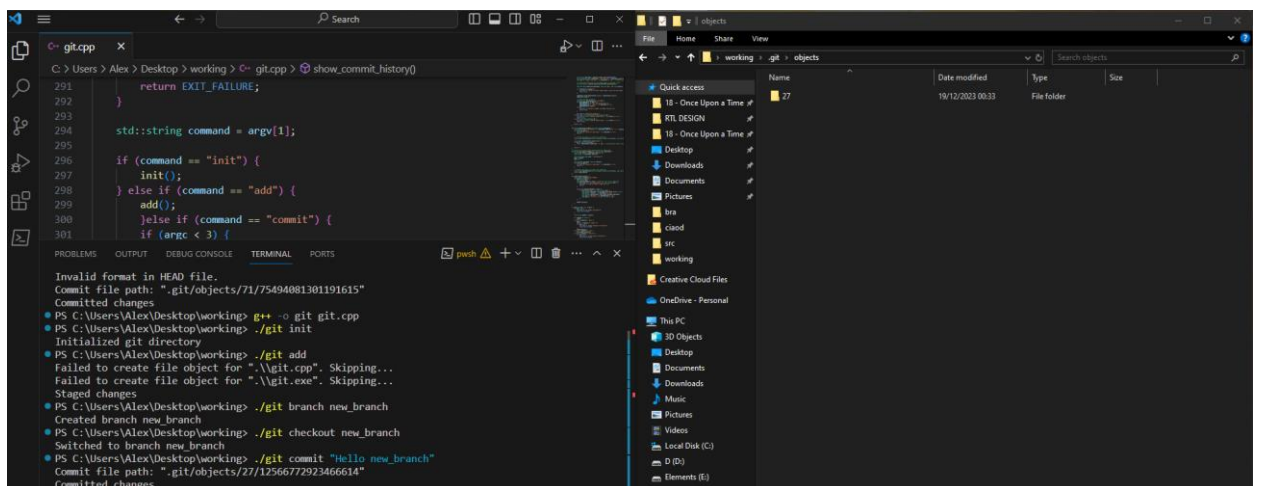 Search
git.cpp
C: > Users > Alex > Desktop > working > git.cpp > show_commit_history()
291 return EXIT_FAILURE;
292 }
293
294 std::string command = argv[1];
295
296 if (command == "init") {
297 init();
298 } else if (command == "add") {
299 add();
300 }else if (command == "commit") {
301 if (argc < 3) {
PROBLEMS OUTPUT DEBUG CONSOLE TERMINAL PORTS pwsh
Invalid format in HEAD file.
Commit file path: ".git/objects/71/75494081301191615"
Committed changes
PS C:\Users\Alex\Desktop\working> g++ -o git git.cpp
PS C:\Users\Alex\Desktop\working> ./git init
Initialized git directory
PS C:\Users\Alex\Desktop\working> ./git add
Failed to create file object for ".\\git.cpp". Skipping...
Failed to create file object for ".\\git.exe". Skipping...
Staged changes
PS C:\Users\Alex\Desktop\working> ./git branch new_branch
Created branch new_branch
PS C:\Users\Alex\Desktop\working> ./git checkout new_branch
Switched to branch new_branch
PS C:\Users\Alex\Desktop\working> ./git commit "Hello new_branch"
Commit file path: ".git/objects/27/12566772923466614"
Committed changes
objects
File Home Share View
working > .git > objects
Search objects
Name Date modified Type Size
27 19/12/2023 00:33 File folder
Quick access
18 - Once Upon a Time
RTL DESIGN
18 - Once Upon a Time
Desktop
Downloads
Documents
Pictures
bra
ciaod
src
working
Creative Cloud Files
OneDrive - Personal
This PC
3D Objects
Desktop
Documents
Downloads
Music
Pictures
Videos
Local Disk (C:)
D (D:)
Elements (E:)